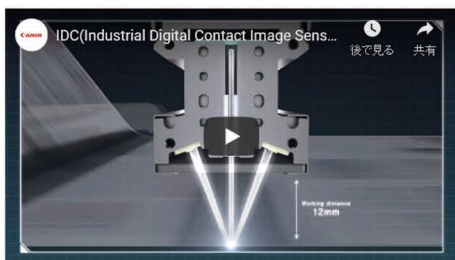 Canon
IDC(Industrial Digital Contact Image Sens...
後で見る
共有
Working distance
12mm